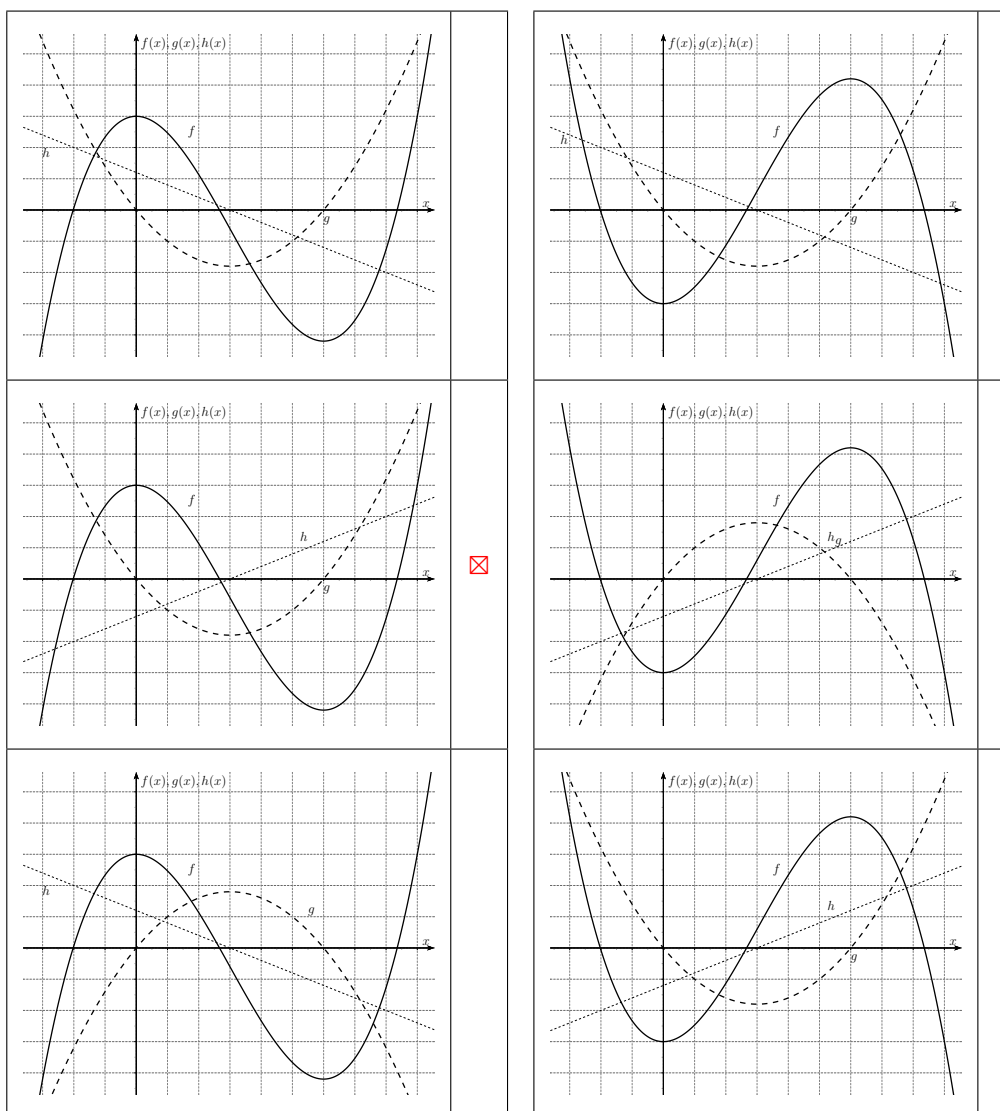 f(x), g(x), h(x)
f
h
x
g
f(x), g(x), h(x)
f
h
x
g
f(x), g(x), h(x)
f
h
x
g
f(x), g(x), h(x)
f
h g
x
f(x), g(x), h(x)
f
h
g
x
f(x), g(x), h(x)
f
h
x
g